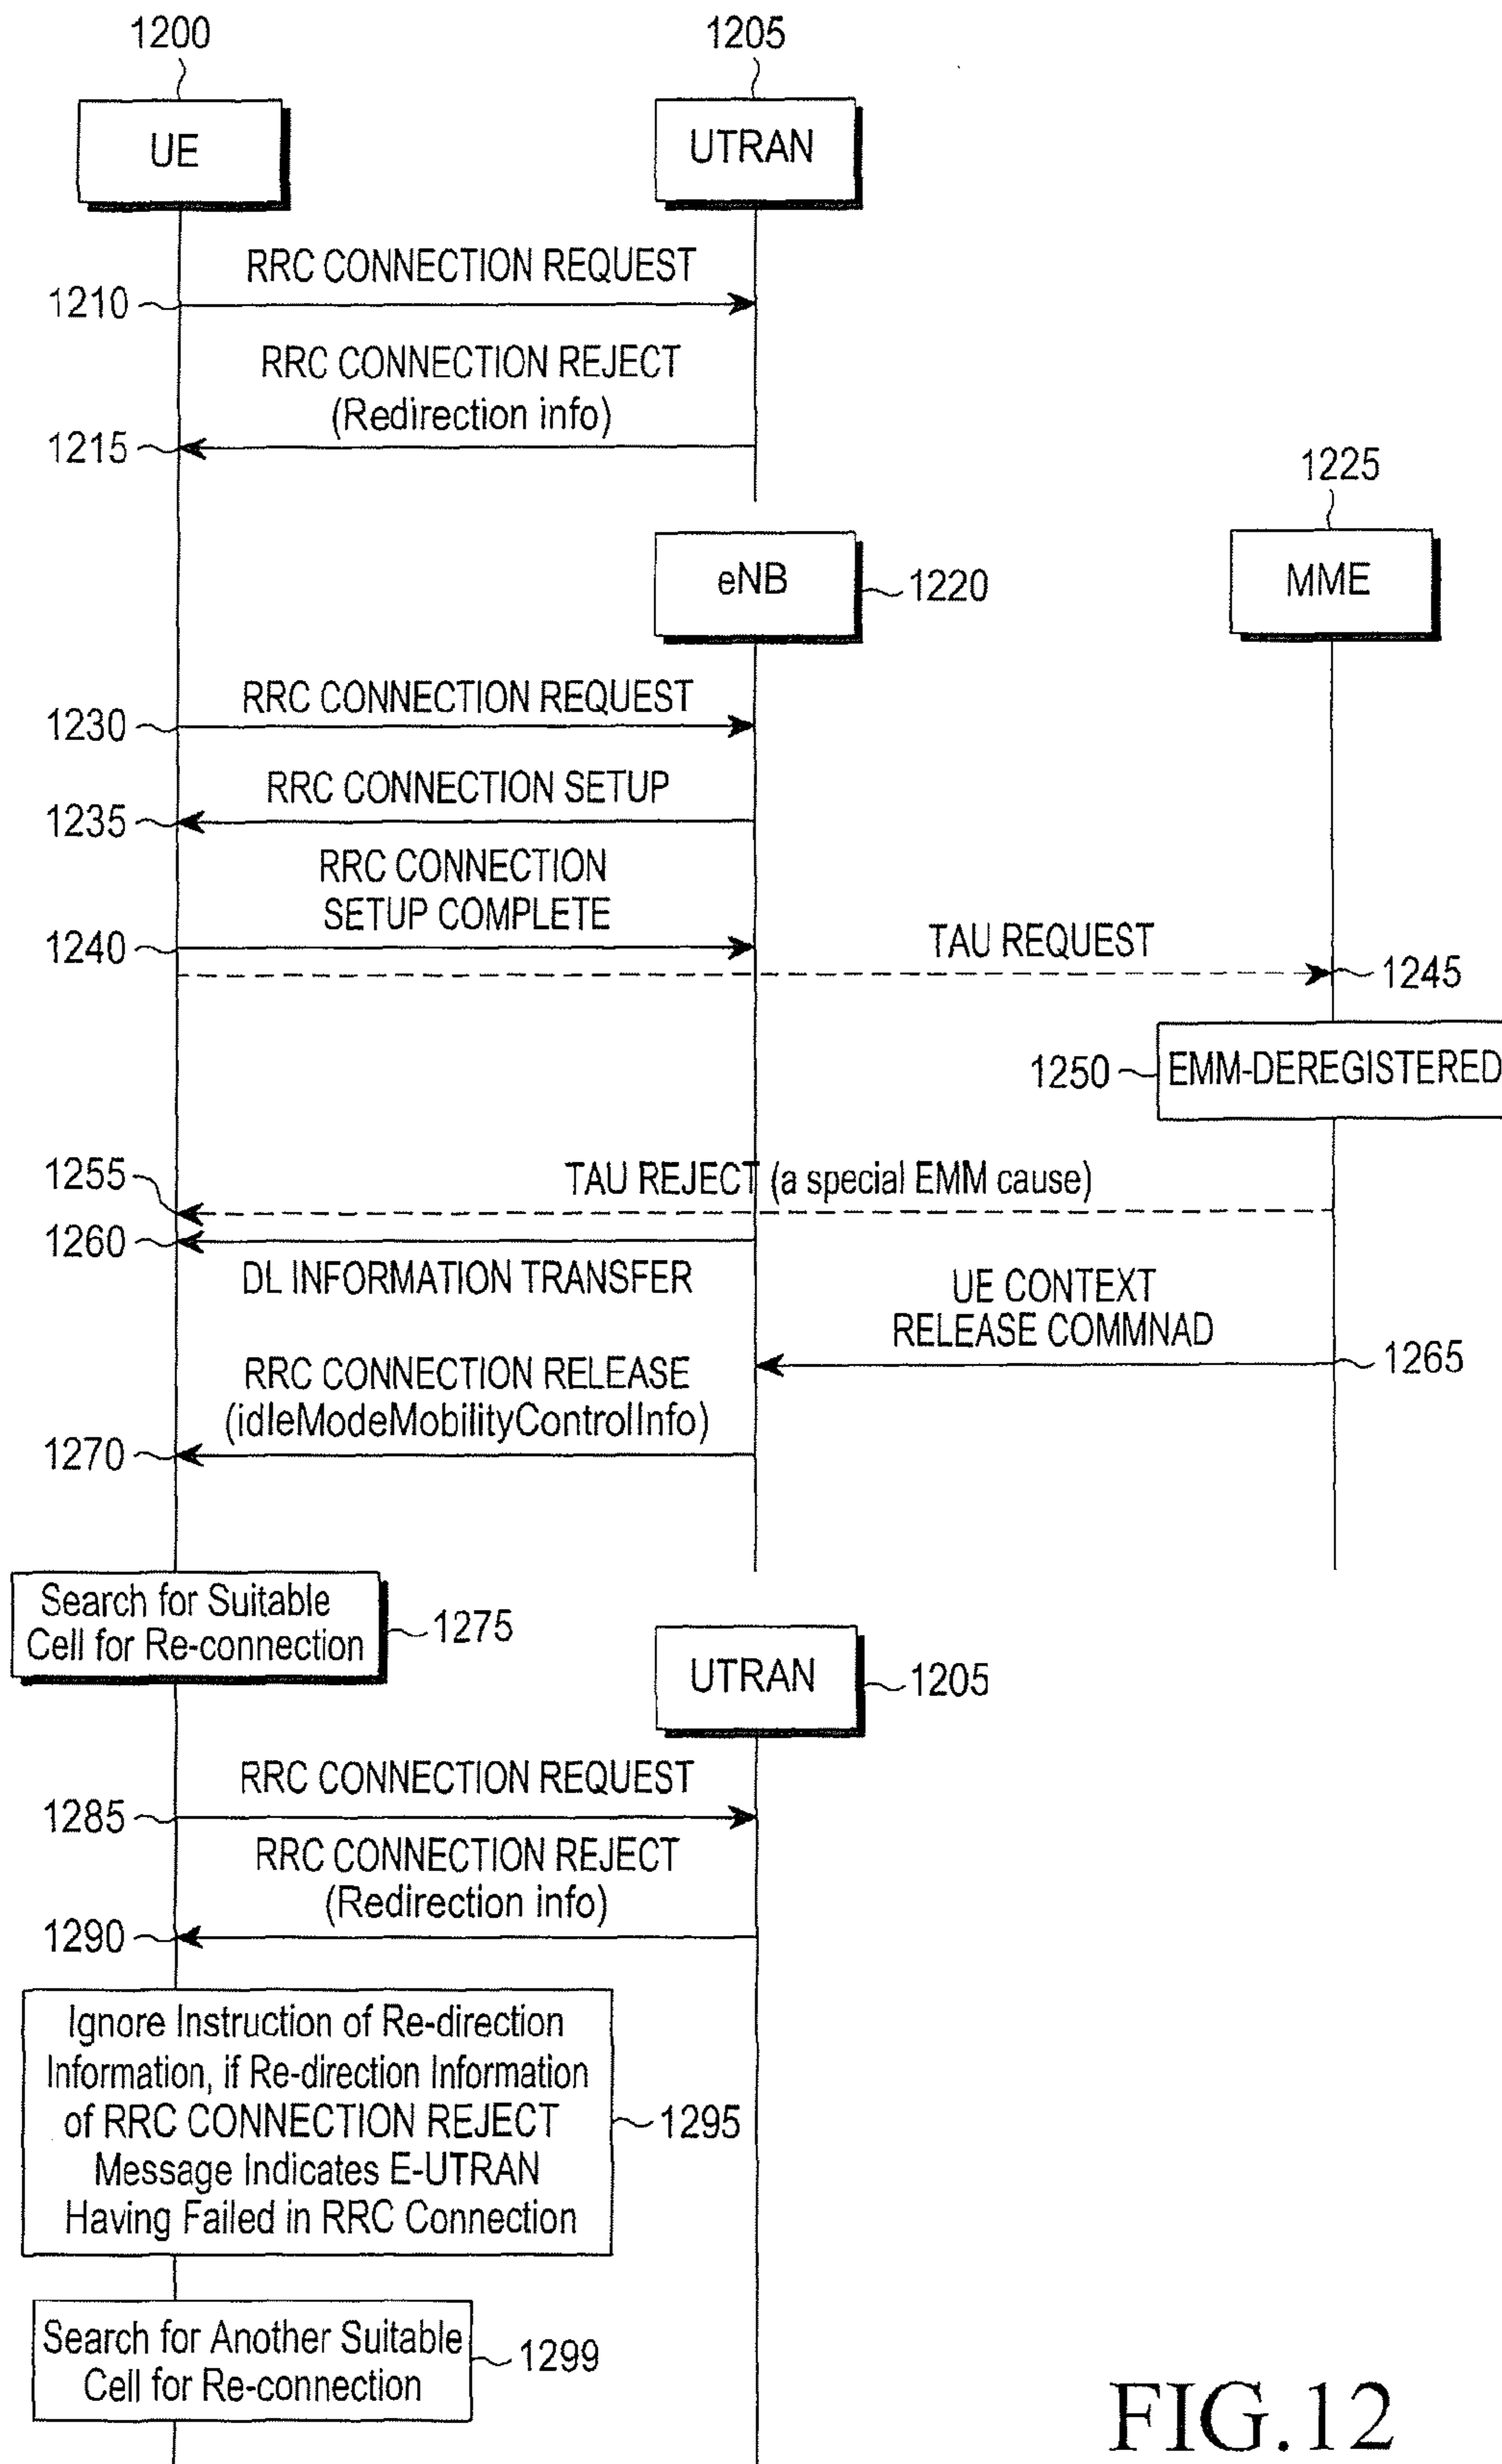 1200
1205
UE
UTRAN
RRC CONNECTION REQUEST
1210
RRC CONNECTION REJECT
(Redirection info)
1215
1225
eNB
1220
MME
RRC CONNECTION REQUEST
1230
RRC CONNECTION SETUP
1235
RRC CONNECTION
SETUP COMPLETE
1240
TAU REQUEST
1245
1250
EMM-DEREGISTERED
1255
TAU REJECT (a special EMM cause)
1260
DL INFORMATION TRANSFER
UE CONTEXT
RELEASE COMMNAD
1265
RRC CONNECTION RELEASE
(idleModeMobilityControlInfo)
1270
Search for Suitable
Cell for Re-connection
1275
UTRAN
1205
RRC CONNECTION REQUEST
1285
RRC CONNECTION REJECT
(Redirection info)
1290
Ignore Instruction of Re-direction
Information, if Re-direction Information
of RRC CONNECTION REJECT
Message Indicates E-UTRAN
Having Failed in RRC Connection
1295
Search for Another Suitable
Cell for Re-connection
1299
FIG.12